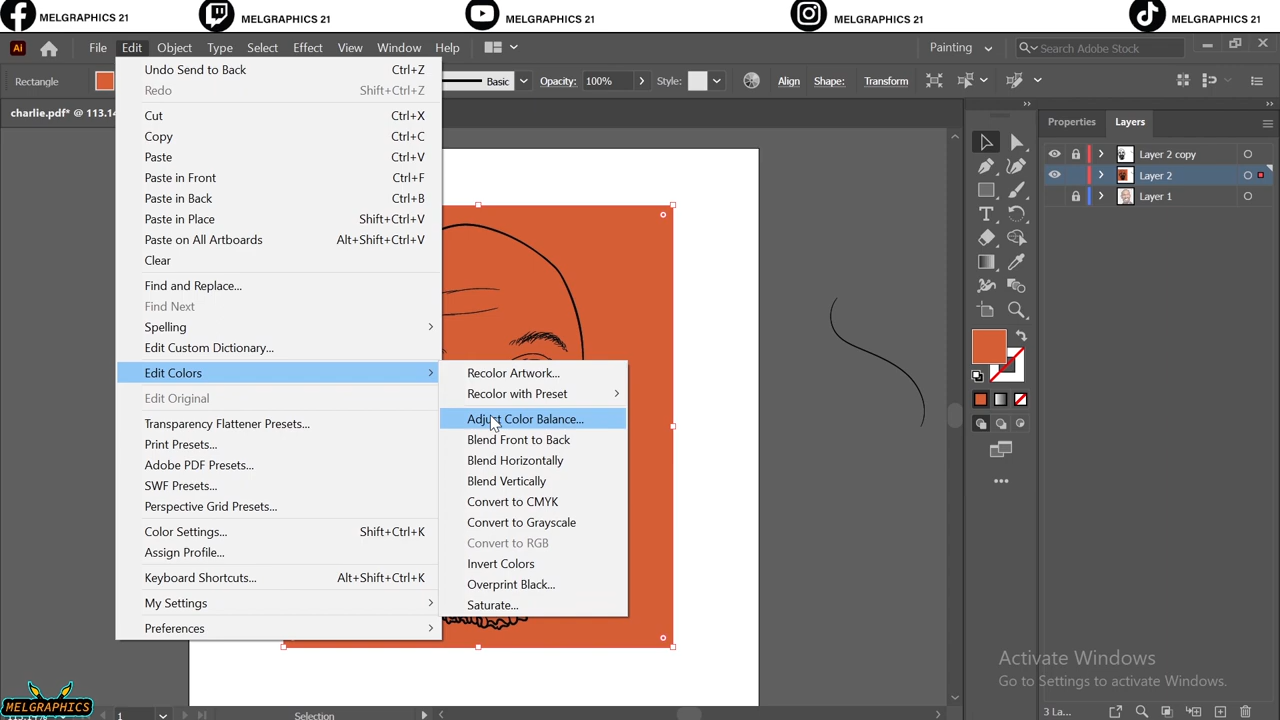 MELGRAPHICS 21
MELGRAPHICS 21
MELGRAPHICS 21
MELGRAPHICS 21
MELGRAPHICS 21
Ai File Edit Object Type Select Effect View Window Help Painting Search Adobe Stock
Rectangle Basic Opacity: 100% Style: Align Shape: Transform
charlie.pdf* @ 113.14
Undo Send to Back Ctrl+Z
Redo Shift+Ctrl+Z
Cut Ctrl+X
Copy Ctrl+C
Paste Ctrl+V
Paste in Front Ctrl+F
Paste in Back Ctrl+B
Paste in Place Shift+Ctrl+V
Paste on All Artboards Alt+Shift+Ctrl+V
Clear
Find and Replace...
Find Next
Spelling
Edit Custom Dictionary...
Edit Colors
Edit Original
Transparency Flattener Presets...
Print Presets...
Adobe PDF Presets...
SWF Presets...
Perspective Grid Presets...
Color Settings... Shift+Ctrl+K
Assign Profile...
Keyboard Shortcuts... Alt+Shift+Ctrl+K
My Settings
Preferences
Recolor Artwork...
Recolor with Preset
Adjust Color Balance...
Blend Front to Back
Blend Horizontally
Blend Vertically
Convert to CMYK
Convert to Grayscale
Convert to RGB
Invert Colors
Overprint Black...
Saturate...
Properties Layers
Layer 2 copy
Layer 2
Layer 1
Activate Windows
Go to Settings to activate Windows.
MELGRAPHICS
1 Selection 3 La...